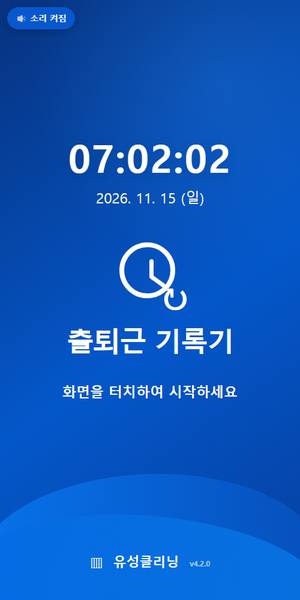 소리 켜짐
07:02:02
2026. 11. 15 (일)
출퇴근 기록기
화면을 터치하여 시작하세요
유성클리닝 v4.2.0